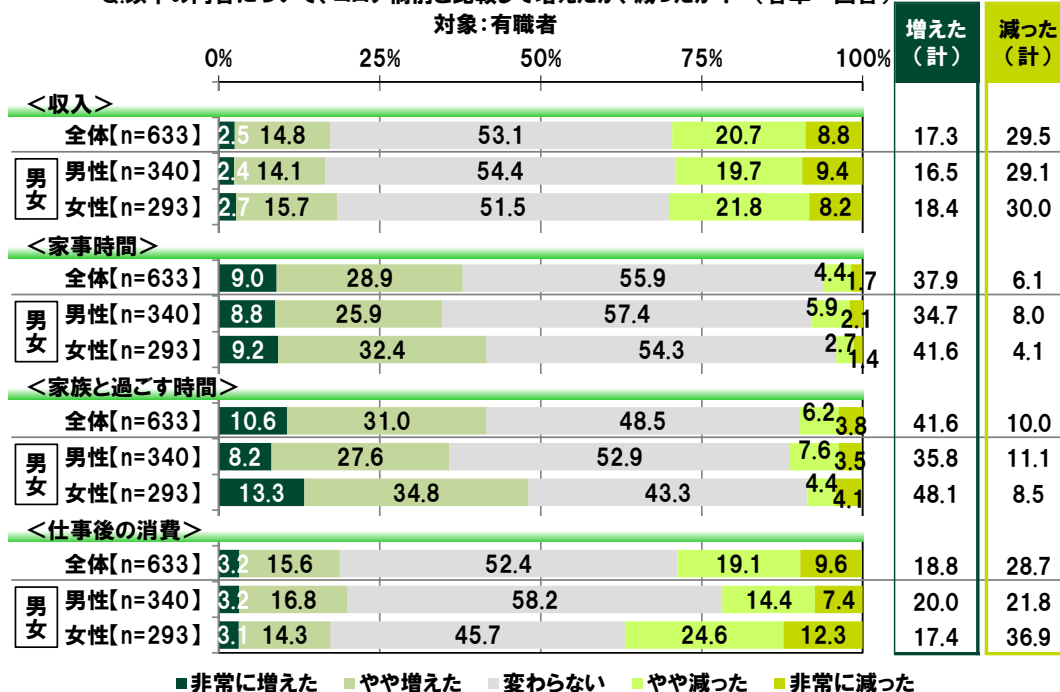 対象：有職者
0% 25% 50% 75% 100%
増えた（計）
減った（計）
＜収入＞
全体【n=633】 2.5 14.8 53.1 20.7 8.8 17.3 29.5
男女
男性【n=340】 2.4 14.1 54.4 19.7 9.4 16.5 29.1
女性【n=293】 2.7 15.7 51.5 21.8 8.2 18.4 30.0
＜家事時間＞
全体【n=633】 9.0 28.9 55.9 4.4 1.7 37.9 6.1
男女
男性【n=340】 8.8 25.9 57.4 5.9 2.1 34.7 8.0
女性【n=293】 9.2 32.4 54.3 2.7 1.4 41.6 4.1
＜家族と過ごす時間＞
全体【n=633】 10.6 31.0 48.5 6.2 3.8 41.6 10.0
男女
男性【n=340】 8.2 27.6 52.9 7.6 3.5 35.8 11.1
女性【n=293】 13.3 34.8 43.3 4.4 4.1 48.1 8.5
＜仕事後の消費＞
全体【n=633】 3.2 15.6 52.4 19.1 9.6 18.8 28.7
男女
男性【n=340】 3.2 16.8 58.2 14.4 7.4 20.0 21.8
女性【n=293】 3.1 14.3 45.7 24.6 12.3 17.4 36.9
■非常に増えた ■やや増えた ■変わらない ■やや減った ■非常に減った